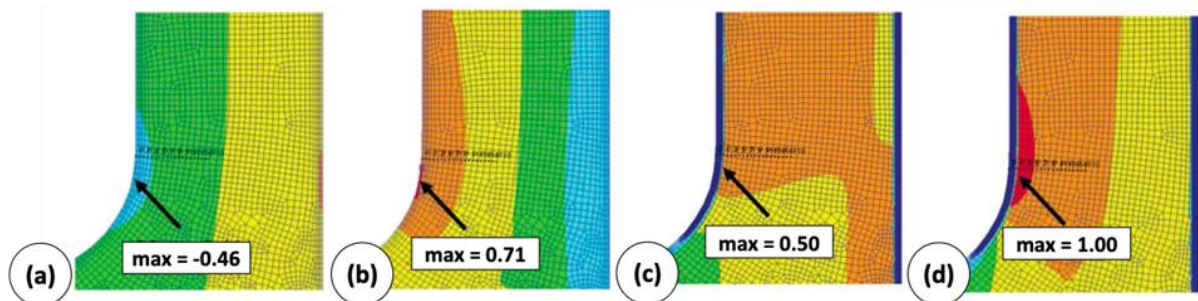 (a)
max = -0.46
(b)
max = 0.71
(c)
max = 0.50
(d)
max = 1.00